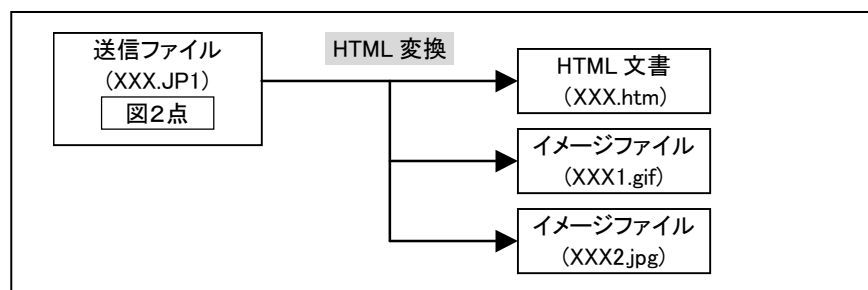 送信ファイル
(XXX.JP1)
図2点
HTML 変換
HTML 文書
(XXX.htm)
イメージファイル
(XXX1.gif)
イメージファイル
(XXX2.jpg)